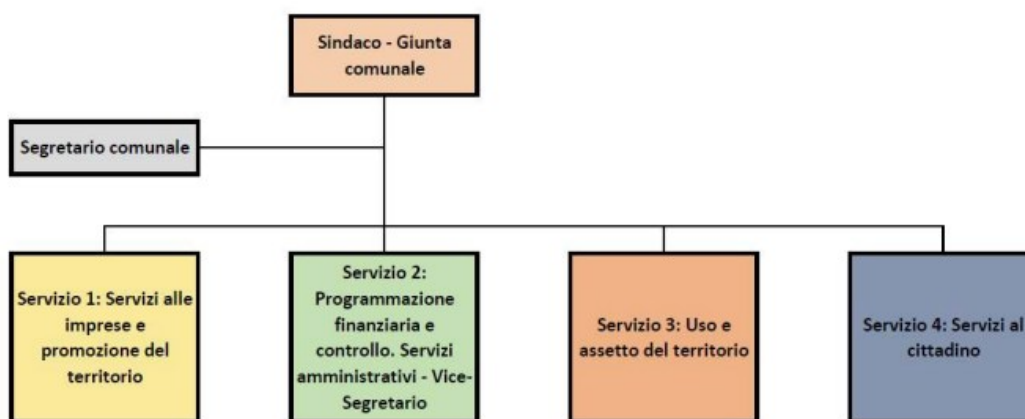 Sindaco - Giunta
comunale
Segretario comunale
Servizio 1: Servizi alle
imprese e
promozione del
territorio
Servizio 2:
Programmazione
finanziaria e
controllo. Servizi
amministrativi - Vice-
Segretario
Servizio 3: Uso e
assetto del territorio
Servizio 4: Servizi al
cittadino